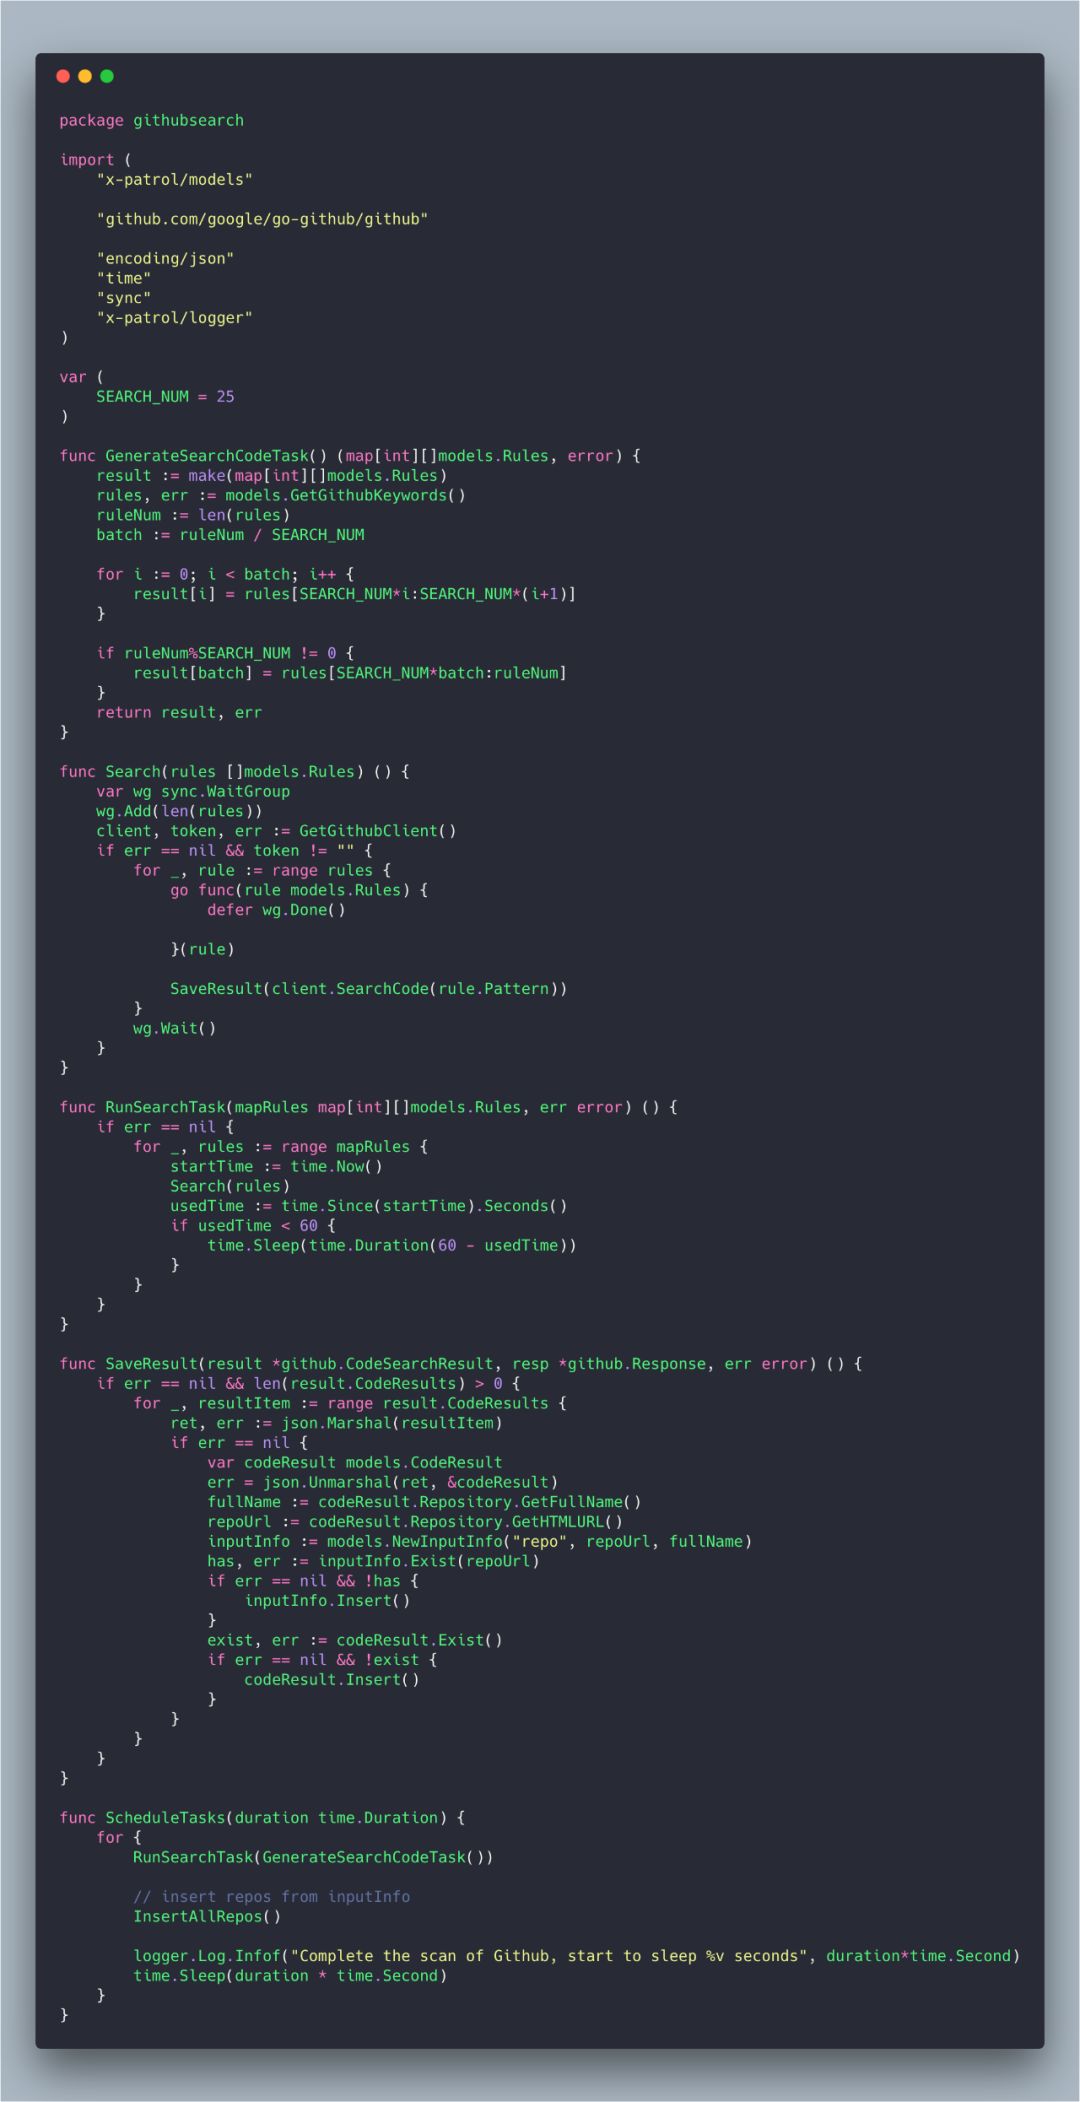 package githubsearch

import (
    "x-patrol/models"

    "github.com/google/go-github/github"

    "encoding/json"
    "time"
    "sync"
    "x-patrol/logger"
)

var (
    SEARCH_NUM = 25
)

func GenerateSearchCodeTask() (map[int][]models.Rules, error) {
    result := make(map[int][]models.Rules)
    rules, err := models.GetGithubKeywords()
    ruleNum := len(rules)
    batch := ruleNum / SEARCH_NUM

    for i := 0; i < batch; i++ {
        result[i] = rules[SEARCH_NUM*i:SEARCH_NUM*(i+1)]
    }

    if ruleNum%SEARCH_NUM != 0 {
        result[batch] = rules[SEARCH_NUM*batch:ruleNum]
    }
    return result, err
}

func Search(rules []models.Rules) () {
    var wg sync.WaitGroup
    wg.Add(len(rules))
    client, token, err := GetGithubClient()
    if err == nil && token != "" {
        for _, rule := range rules {
            go func(rule models.Rules) {
                defer wg.Done()

            }(rule)

            SaveResult(client.SearchCode(rule.Pattern))
        }
        wg.Wait()
    }
}

func RunSearchTask(mapRules map[int][]models.Rules, err error) () {
    if err == nil {
        for _, rules := range mapRules {
            startTime := time.Now()
            Search(rules)
            usedTime := time.Since(startTime).Seconds()
            if usedTime < 60 {
                time.Sleep(time.Duration(60 - usedTime))
            }
        }
    }
}

func SaveResult(result *github.CodeSearchResult, resp *github.Response, err error) () {
    if err == nil && len(result.CodeResults) > 0 {
        for _, resultItem := range result.CodeResults {
            ret, err := json.Marshal(resultItem)
            if err == nil {
                var codeResult models.CodeResult
                err = json.Unmarshal(ret, &codeResult)
                fullName := codeResult.Repository.GetFullName()
                repoUrl := codeResult.Repository.GetHTMLURL()
                inputInfo := models.NewInputInfo("repo", repoUrl, fullName)
                has, err := inputInfo.Exist(repoUrl)
                if err == nil && !has {
                    inputInfo.Insert()
                }
                exist, err := codeResult.Exist()
                if err == nil && !exist {
                    codeResult.Insert()
                }
            }
        }
    }
}

func ScheduleTasks(duration time.Duration) {
    for {
        RunSearchTask(GenerateSearchCodeTask())

        // insert repos from inputInfo
        InsertAllRepos()

        logger.Log.Infof("Complete the scan of Github, start to sleep %v seconds", duration*time.Second)
        time.Sleep(duration * time.Second)
    }
}